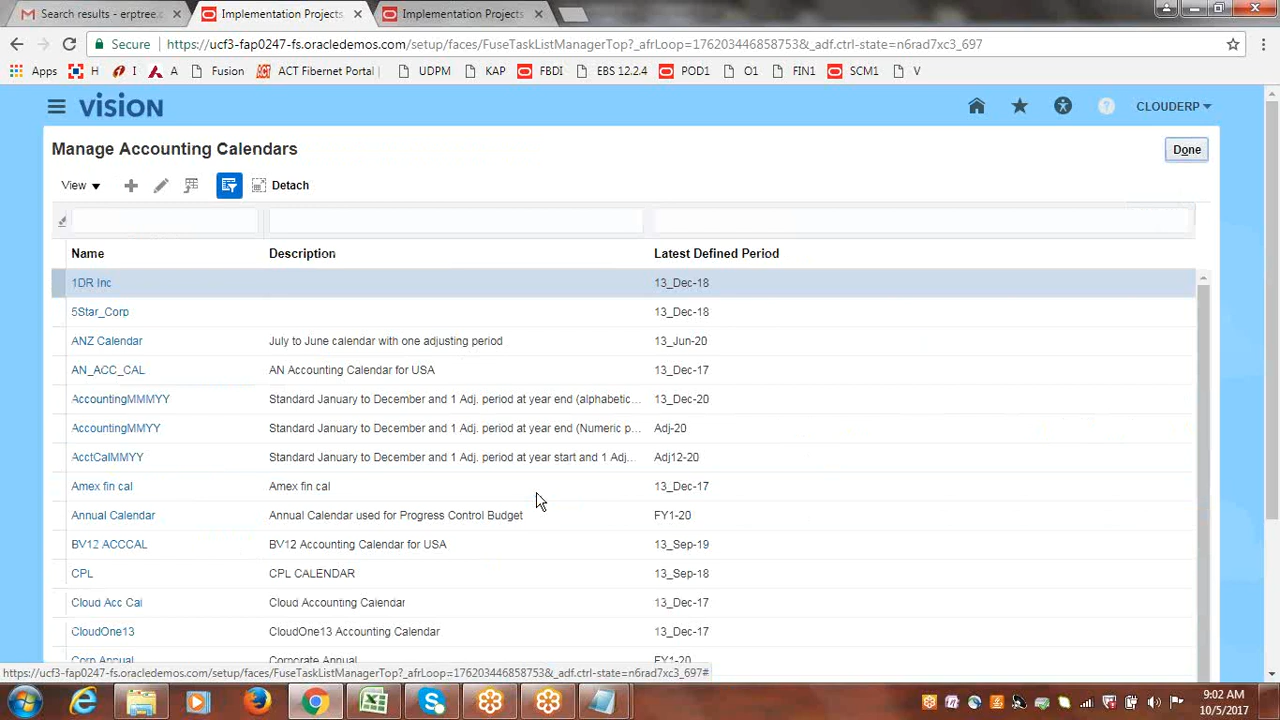 Search results - erptree.c
Implementation Projects
Implementation Projects
Secure
https://ucf3-fap0247-fs.oracledemos.com/setup/faces/FuseTaskListManagerTop?_afrLoop=1762034468587533&_adf.ctrl-state=n6rad7xc3_697
Apps H I A Fusion ACT Fibernet Portal UDPM KAP FBDI EBS 12.2.4 POD1 O1 FIN1 SCM1 V
VISION
CLOUDERP
Manage Accounting Calendars
Done
View Detach
Name Description Latest Defined Period
1DR Inc 13_Dec-18
5Star_Corp 13_Dec-18
ANZ Calendar July to June calendar with one adjusting period 13_Jun-20
AN_ACC_CAL AN Accounting Calendar for USA 13_Dec-17
AccountingMMMYY Standard January to December and 1 Adj. period at year end (alphabetic... 13_Dec-20
AccountingMMYY Standard January to December and 1 Adj. period at year end (Numeric p... Adj-20
AcctCalMMYY Standard January to December and 1 Adj. period at year start and 1 Adj... Adj12-20
Amex fin cal Amex fin cal 13_Dec-17
Annual Calendar Annual Calendar used for Progress Control Budget FY1-20
BV12 ACCCAL BV12 Accounting Calendar for USA 13_Sep-19
CPL CPL CALENDAR 13_Sep-18
Cloud Acc Cal Cloud Accounting Calendar 13_Dec-17
CloudOne13 CloudOne13 Accounting Calendar 13_Dec-17
Corp Annual Corporate Annual FY1-20
https://ucf3-fap0247-fs.oracledemos.com/setup/faces/FuseTaskListManagerTop?_afrLoop=1762034468587533&_adf.ctrl-state=n6rad7xc3_697#
9:02 AM
10/5/2017